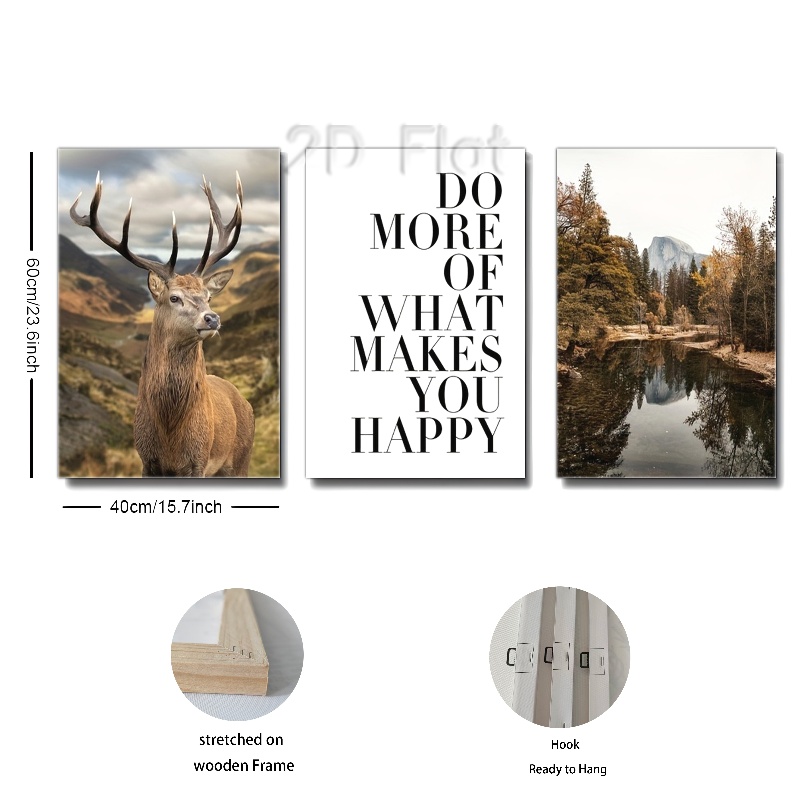 2D Flat
DO
MORE
OF
WHAT
MAKES
YOU
HAPPY
60cm/23.6inch
40cm/15.7inch
stretched on
wooden Frame
Hook
Ready to Hang